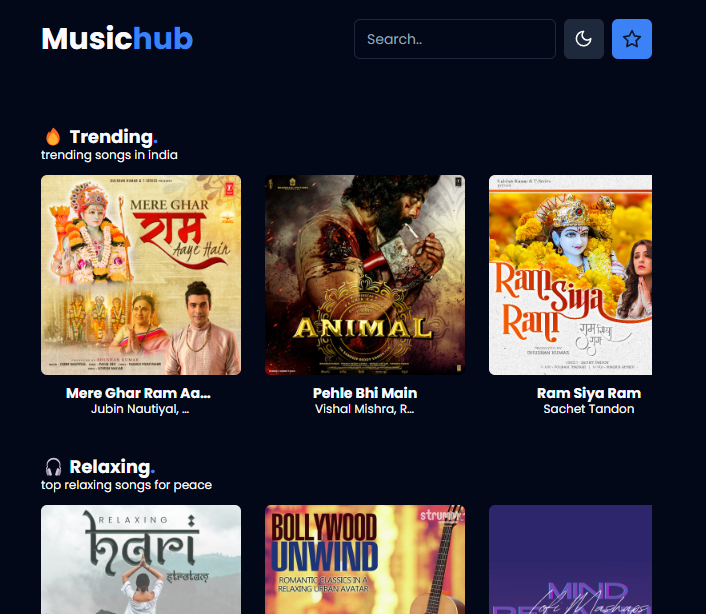 Musichub
Search..
Trending.
trending songs in india
MERE GHAR
राम
Aaye Hain
ANIMAL
Ram Siya
Ram
Mere Ghar Ram Aa...
Jubin Nautiyal, ...
Pehle Bhi Main
Vishal Mishra, R...
Ram Siya Ram
Sachet Tandon
Relaxing.
top relaxing songs for peace
RELAXING
hari
stratam
BOLLYWOOD
UNWIND
ROMANTIC CLASSICS IN A
RELAXING URBAN AVATAR
strumm
MIND
Lofi Mashups